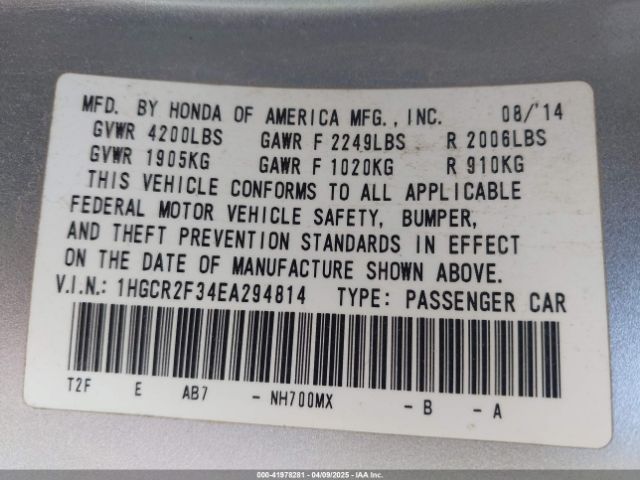 MFD. BY HONDA OF AMERICA MFG., INC. 08/'14
GVWR 4200LBS GAWR F 2249LBS R 2006LBS
GVWR 1905KG GAWR F 1020KG R 910KG
THIS VEHICLE CONFORMS TO ALL APPLICABLE
FEDERAL MOTOR VEHICLE SAFETY, BUMPER,
AND THEFT PREVENTION STANDARDS IN EFFECT
ON THE DATE OF MANUFACTURE SHOWN ABOVE.
V.I.N.: 1HGCR2F34EA294814 TYPE: PASSENGER CAR
T2F E AB7 - NH700MX - B - A
000-41978281 - 04/09/2025 - IAA Inc.